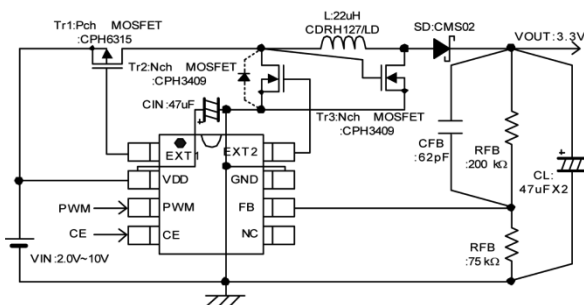 Tr1:Pch MOSFET
:CPH6315
L:22uH
CDRH127/LD
SD:CMS02
VOUT:3.3V
Tr2:Nch MOSFET
:CPH3409
CIN:47uF
Tr3:Nch MOSFET
:CPH3409
CFB
:62pF
RFB
:200 kΩ
CL:
47uFX2
EXT1
EXT2
VDD
GND
PWM
PWM
FB
CE
CE
NC
VIN:2.0V~10V
RFB
:75 kΩ